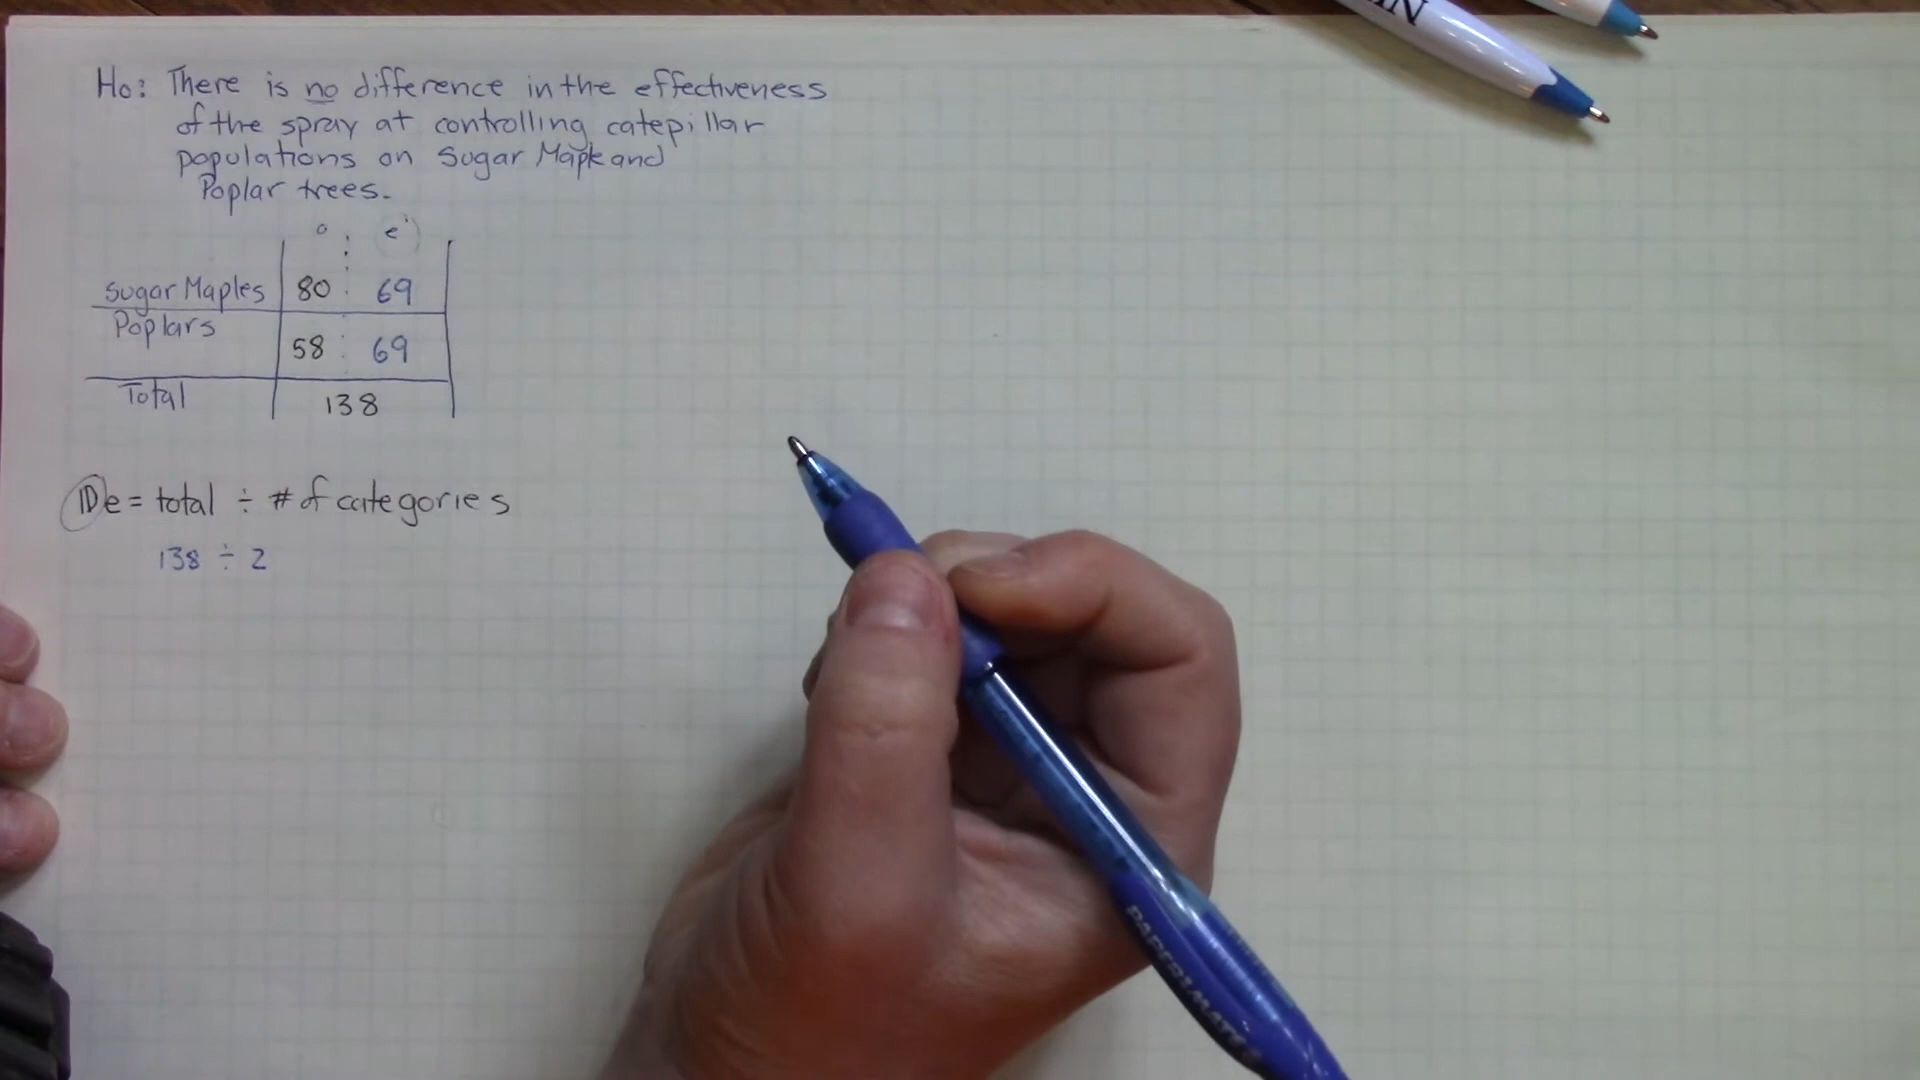 Ho: There is no difference in the effectiveness
of the spray at controlling catepillar
populations on Sugar Maple and
Poplar trees.
o e
Sugar Maples 80 69
Poplars
58 69
Total 138
1) e = total ÷ # of categories
138 ÷ 2
PAPERMATE